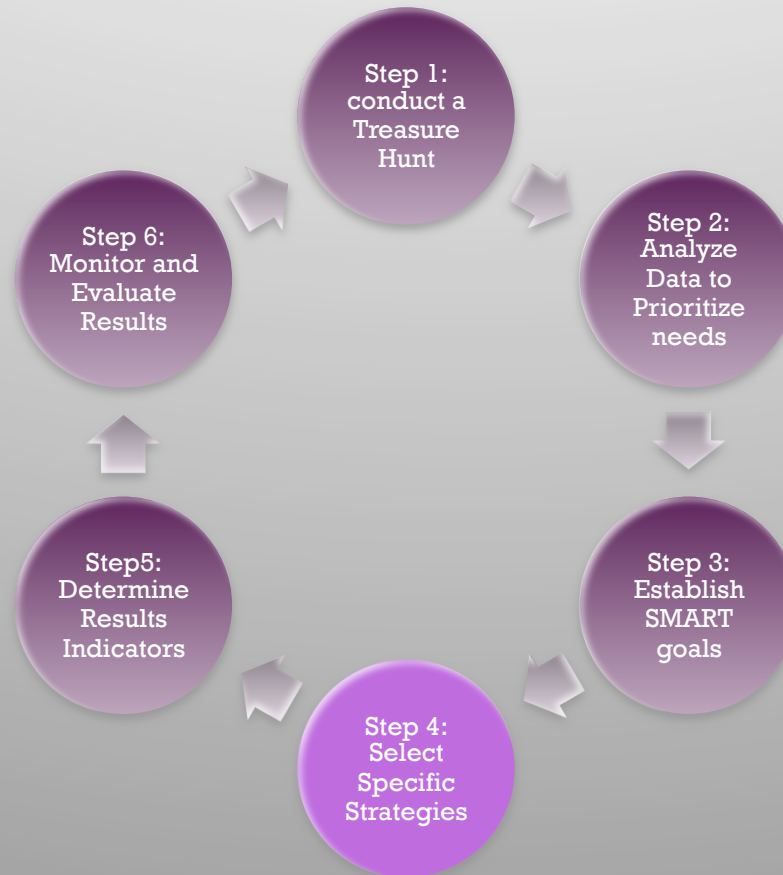 Step 1:
conduct a
Treasure
Hunt
Step 2:
Analyze
Data to
Prioritize
needs
Step 3:
Establish
SMART
goals
Step 4:
Select
Specific
Strategies
Step5:
Determine
Results
Indicators
Step 6:
Monitor and
Evaluate
Results